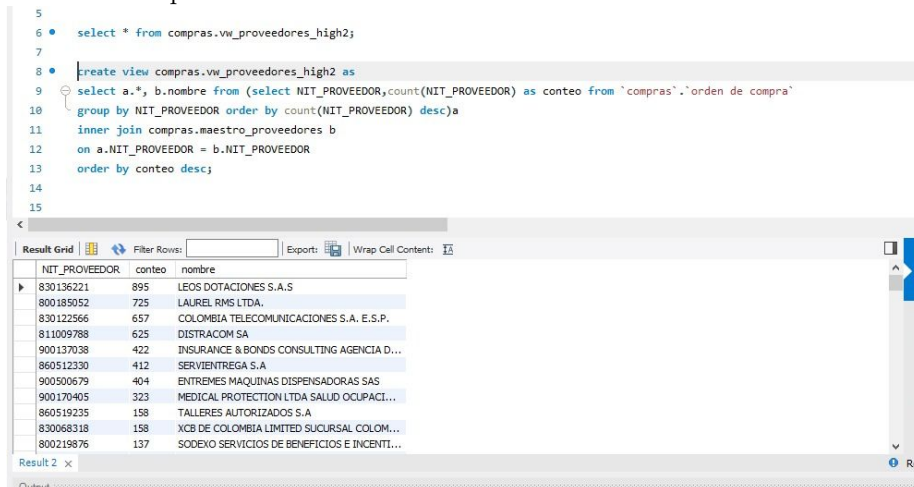 5
6 select * from compras.vw_proveedores_high2;
7
8 create view compras.vw_proveedores_high2 as
9 select a.*, b.nombre from (select NIT_PROVEEDOR,count(NIT_PROVEEDOR) as conteo from `compras`.`orden de compra`
10 group by NIT_PROVEEDOR order by count(NIT_PROVEEDOR) desc)a
11 inner join compras.maestro_proveedores b
12 on a.NIT_PROVEEDOR = b.NIT_PROVEEDOR
13 order by conteo desc;
14
15
Result Grid Filter Rows: Export: Wrap Cell Content:
NIT_PROVEEDOR conteo nombre
830136221 895 LEOS DOTACIONES S.A.S
800185052 725 LAUREL RMS LTDA.
830122566 657 COLOMBIA TELECOMUNICACIONES S.A. E.S.P.
811009788 625 DISTRACOM SA
900137038 422 INSURANCE & BONDS CONSULTING AGENCIA D...
860512330 412 SERVIENTREGA S.A
900500679 404 ENTREMES MAQUINAS DISPENSADORAS SAS
900170405 323 MEDICAL PROTECTION LTDA SALUD OCUPACI...
860519235 158 TALLERES AUTORIZADOS S.A
830068318 158 XCB DE COLOMBIA LIMITED SUCURSAL COLOM...
800219876 137 SODEXO SERVICIOS DE BENEFICIOS E INCENTI...
Result 2 R